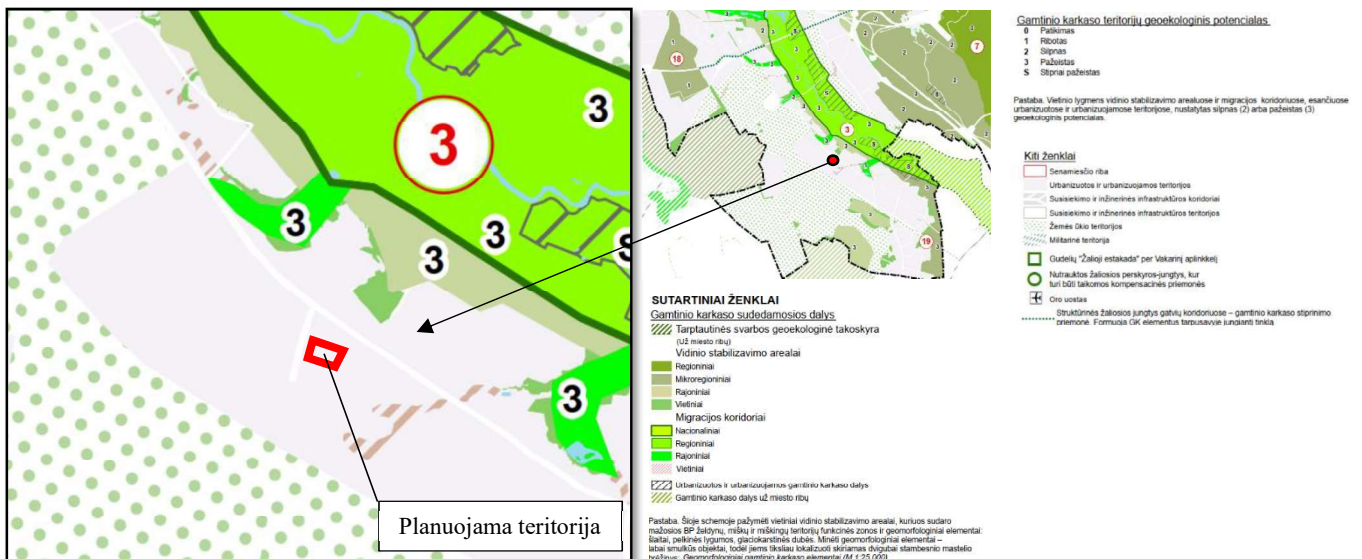 3
3
3
3
3
S
3
Planuojama teritorija
18
7
3
19
SUTARTINIAI ŽENKLAI
Gamtinio karkaso sudedamosios dalys
Tarptautinės svarbos geoekologinė takoskyra
(Už miesto ribų)
Vidinio stabilizavimo arealai
Regioniniai
Mikroregioniniai
Rajoniniai
Vietiniai
Migracijos koridoriai
Nacionaliniai
Regioniniai
Rajoniniai
Vietiniai
Urbanizuotos ir urbanizuojamos gamtinio karkaso dalys
Gamtinio karkaso dalys už miesto ribų
Pastaba. Šioje schemoje pažymėti vietiniai vidinio stabilizavimo arealai, kuriuos sudaro
mažosios BP želdynų, miškų ir miškingų teritorijų funkcinės zonos ir geomorfologiniai elementai:
šlaitai, pelkinės lygumos, glaciokarstinės dubės. Minėti geomorfologiniai elementai –
labai smulkūs objektai, todėl jiems tiksliau lokalizuoti skiriamas dvigubai stambesnio mastelio
brėžinys: Geomorfologiniai gamtinio karkaso elementai (M 1:25 000)
Gamtinio karkaso teritorijų geoekologinis potencialas
0 Patikimas
1 Ribotas
2 Silpnas
3 Pažeistas
S Stipriai pažeistas
Pastaba. Vietinio lygmens vidinio stabilizavimo arealuose ir migracijos koridoriuose, esančiuose
urbanizuotose ir urbanizuojamose teritorijose, nustatytas silpnas (2) arba pažeistas (3)
geoekologinis potencialas.
Kiti ženklai
Senamiesčio riba
Urbanizuotos ir urbanizuojamos teritorijos
Susisiekimo ir inžinerinės infrastruktūros koridoriai
Susisiekimo ir inžinerinės infrastruktūros teritorijos
Žemės ūkio teritorijos
Militarinė teritorija
Gudelių "Žalioji estakada" per Vakarinį aplinkkelį
Nutrauktos žaliosios perskyros-jungtys, kur
turi būti taikomos kompensacinės priemonės
Oro uostas
Struktūrinės žaliosios jungtys gatvių koridoriuose – gamtinio karkaso stiprinimo
priemonė. Formuoja GK elementus tarpusavyje jungiantį tinklą